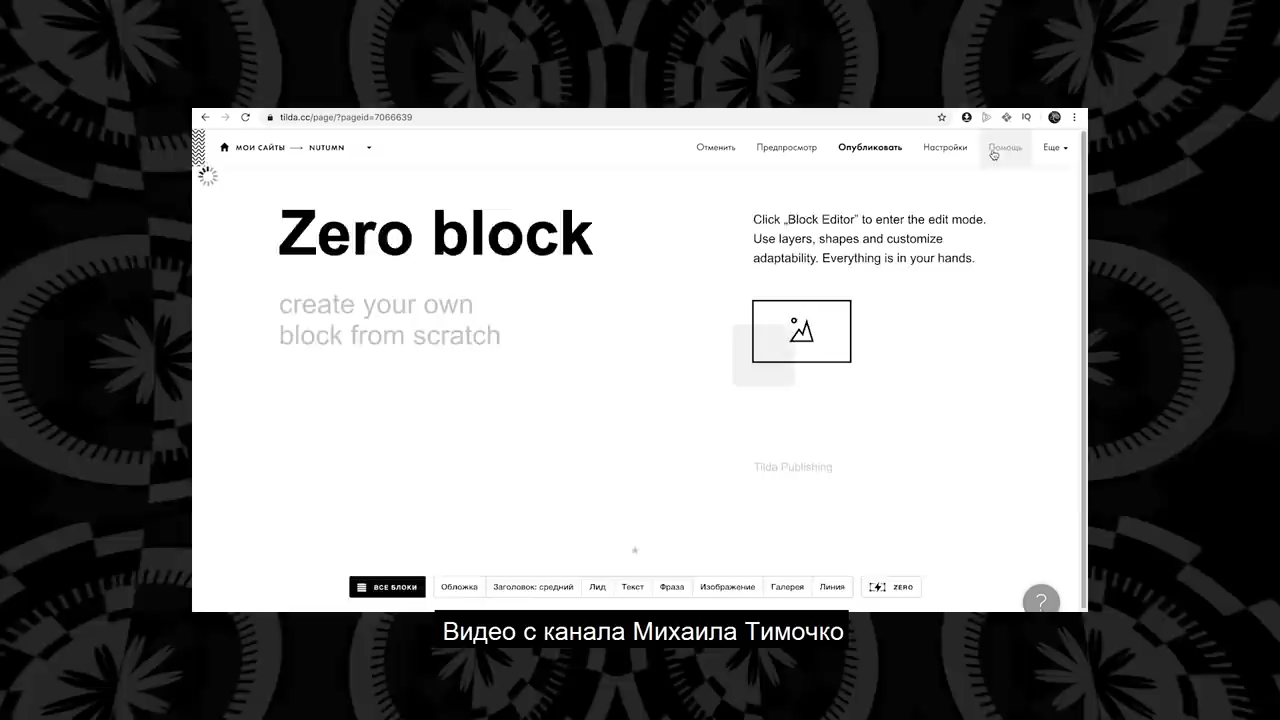 tilda.cc/page/?pageid=7066639
IQ
МОИ САЙТЫ → NUTUMN
Отменить
Предпросмотр
Опубликовать
Настройки
Помощь
Еще
Zero block
create your own
block from scratch
Click „Block Editor” to enter the edit mode.
Use layers, shapes and customize
adaptability. Everything is in your hands.
Tilda Publishing
ВСЕ БЛОКИ
Обложка
Заголовок: средний
Лид
Текст
Фраза
Изображение
Галерея
Линия
ZERO
?
Видео с канала Михаила Тимочко